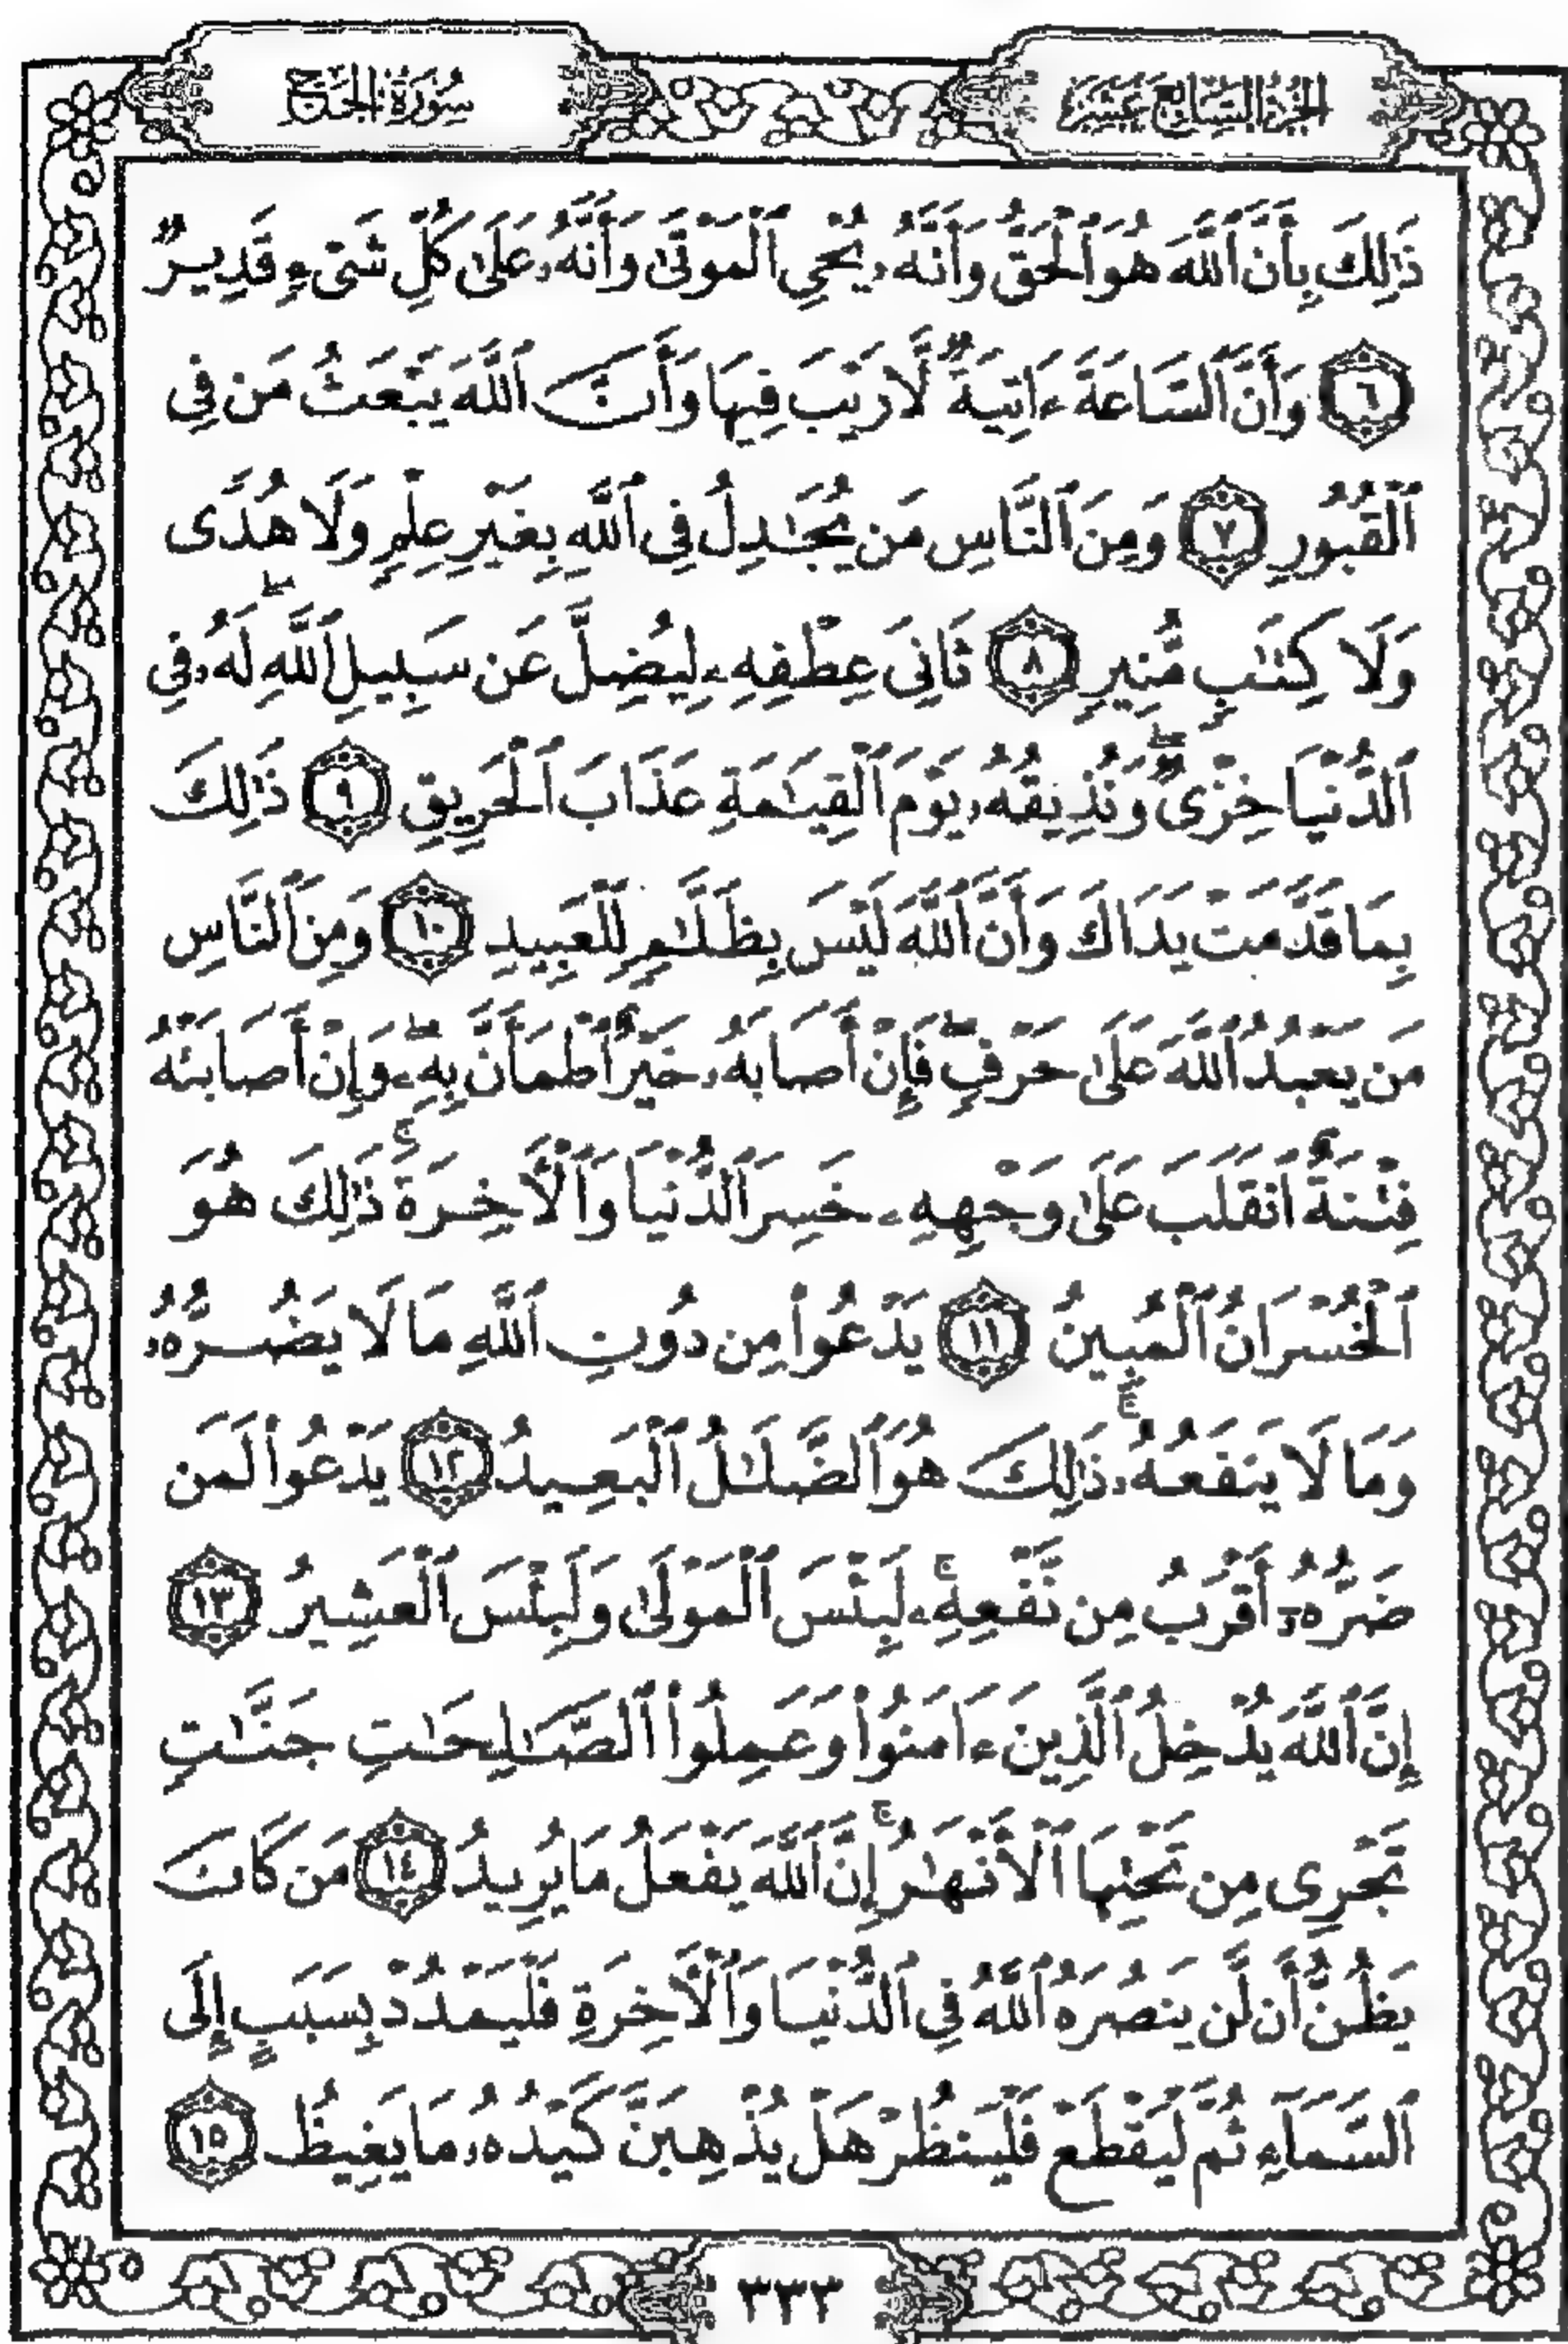 الجزء السابع عشر
سورة الحج
ذَٰلِكَ بِأَنَّ ٱللَّهَ هُوَ ٱلْحَقُّ وَأَنَّهُۥ يُحْىِ ٱلْمَوْتَىٰ وَأَنَّهُۥ عَلَىٰ كُلِّ شَىْءٍ قَدِيرٌ
٦ وَأَنَّ ٱلسَّاعَةَ ءَاتِيَةٌ لَّا رَيْبَ فِيهَا وَأَنَّ ٱللَّهَ يَبْعَثُ مَن فِى
ٱلْقُبُورِ ٧ وَمِنَ ٱلنَّاسِ مَن يُجَٰدِلُ فِى ٱللَّهِ بِغَيْرِ عِلْمٍ وَلَا هُدًى
وَلَا كِتَٰبٍ مُّنِيرٍ ٨ ثَانِىَ عِطْفِهِۦ لِيُضِلَّ عَن سَبِيلِ ٱللَّهِ ۖ لَهُۥ فِى
ٱلدُّنْيَا خِزْىٌ ۖ وَنُذِيقُهُۥ يَوْمَ ٱلْقِيَٰمَةِ عَذَابَ ٱلْحَرِيقِ ٩ ذَٰلِكَ
بِمَا قَدَّمَتْ يَدَاكَ وَأَنَّ ٱللَّهَ لَيْسَ بِظَلَّٰمٍ لِّلْعَبِيدِ ١٠ وَمِنَ ٱلنَّاسِ
مَن يَعْبُدُ ٱللَّهَ عَلَىٰ حَرْفٍ ۖ فَإِنْ أَصَابَهُۥ خَيْرٌ ٱطْمَأَنَّ بِهِۦ ۖ وَإِنْ أَصَابَتْهُ
فِتْنَةٌ ٱنقَلَبَ عَلَىٰ وَجْهِهِۦ خَسِرَ ٱلدُّنْيَا وَٱلْأَخِرَةَ ۚ ذَٰلِكَ هُوَ
ٱلْخُسْرَانُ ٱلْمُبِينُ ١١ يَدْعُوا۟ مِن دُونِ ٱللَّهِ مَا لَا يَضُرُّهُۥ
وَمَا لَا يَنفَعُهُۥ ۚ ذَٰلِكَ هُوَ ٱلضَّلَٰلُ ٱلْبَعِيدُ ١٢ يَدْعُوا۟ لَمَن
ضَرُّهُۥٓ أَقْرَبُ مِن نَّفْعِهِۦ ۚ لَبِئْسَ ٱلْمَوْلَىٰ وَلَبِئْسَ ٱلْعَشِيرُ ١٣
إِنَّ ٱللَّهَ يُدْخِلُ ٱلَّذِينَ ءَامَنُوا۟ وَعَمِلُوا۟ ٱلصَّٰلِحَٰتِ جَنَّٰتٍ
تَجْرِى مِن تَحْتِهَا ٱلْأَنْهَٰرُ ۚ إِنَّ ٱللَّهَ يَفْعَلُ مَا يُرِيدُ ١٤ مَن كَانَ
يَظُنُّ أَن لَّن يَنصُرَهُ ٱللَّهُ فِى ٱلدُّنْيَا وَٱلْأَخِرَةِ فَلْيَمْدُدْ بِسَبَبٍ إِلَى
ٱلسَّمَآءِ ثُمَّ لْيَقْطَعْ فَلْيَنظُرْ هَلْ يُذْهِبَنَّ كَيْدُهُۥ مَا يَغِيظُ ١٥
٣٣٣